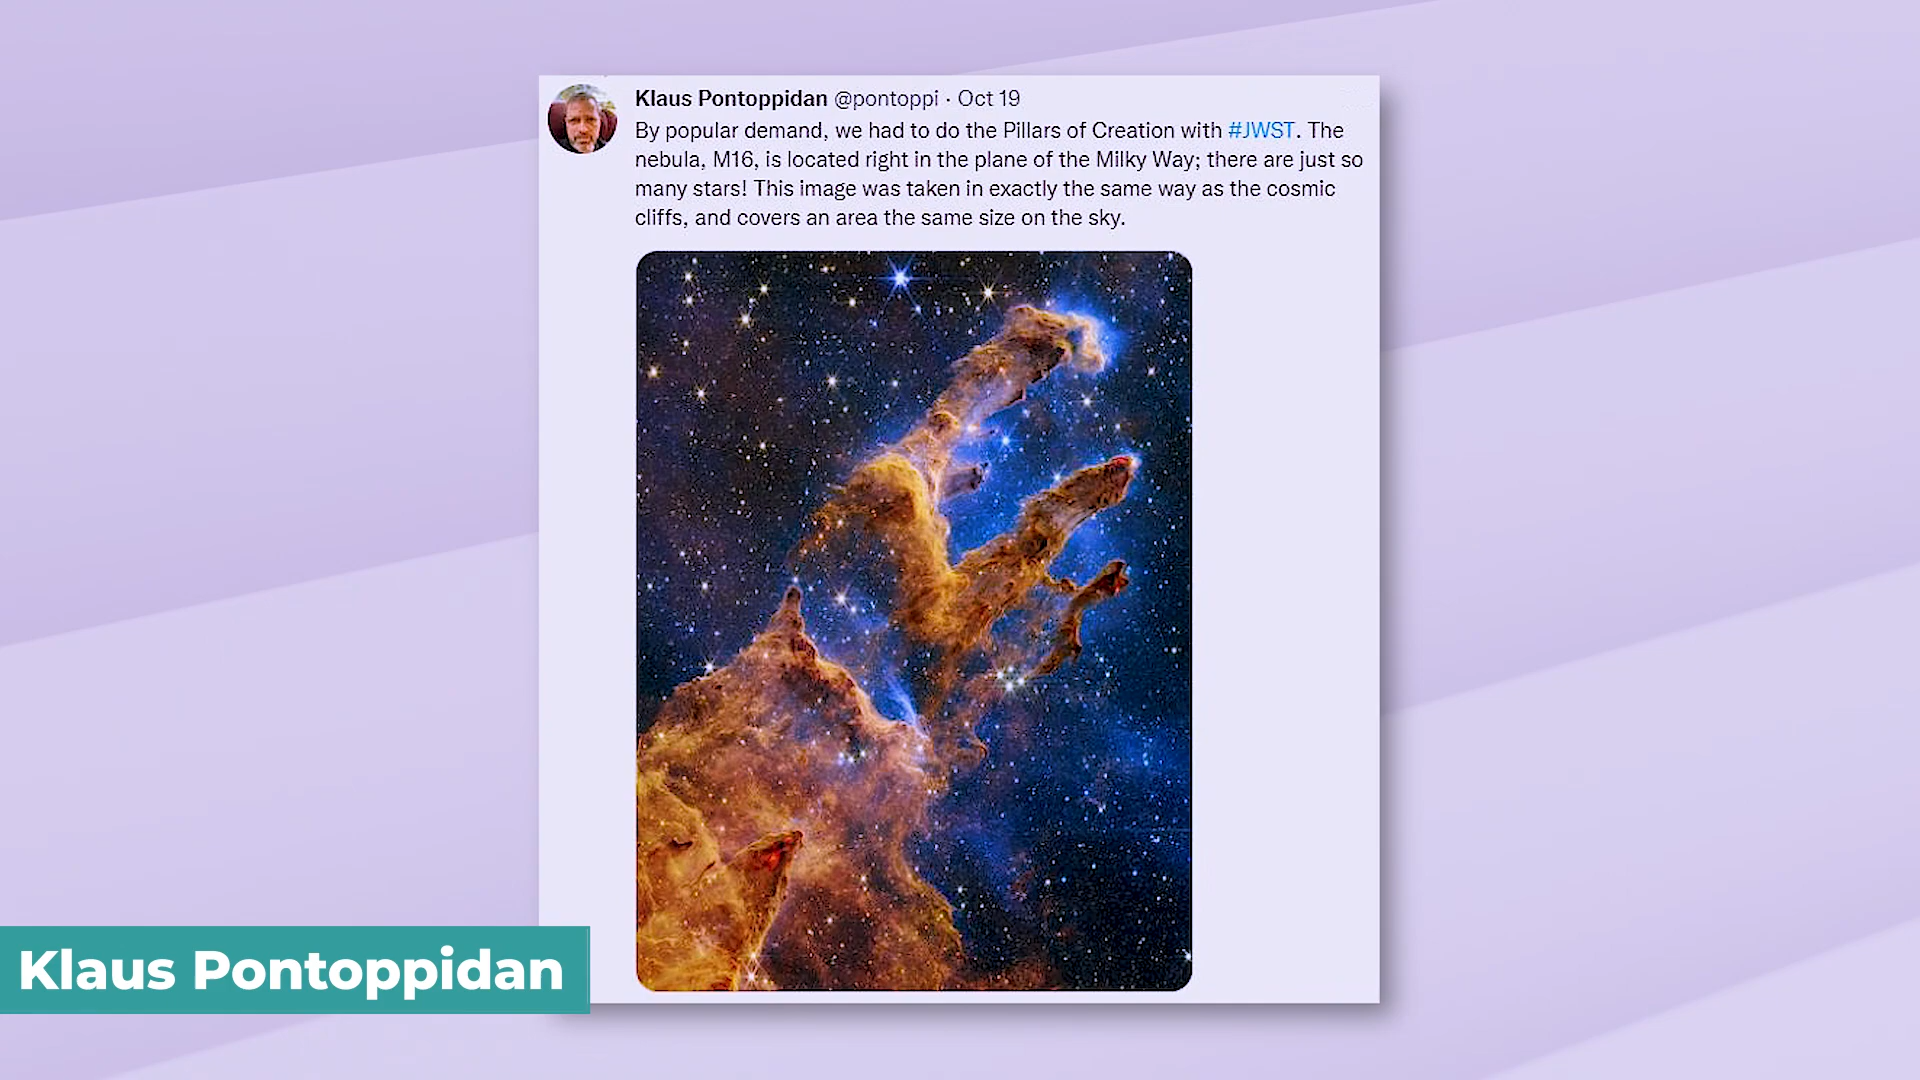 Klaus Pontoppidan @pontoppi · Oct 19
By popular demand, we had to do the Pillars of Creation with #JWST. The
nebula, M16, is located right in the plane of the Milky Way; there are just so
many stars! This image was taken in exactly the same way as the cosmic
cliffs, and covers an area the same size on the sky.
Klaus Pontoppidan